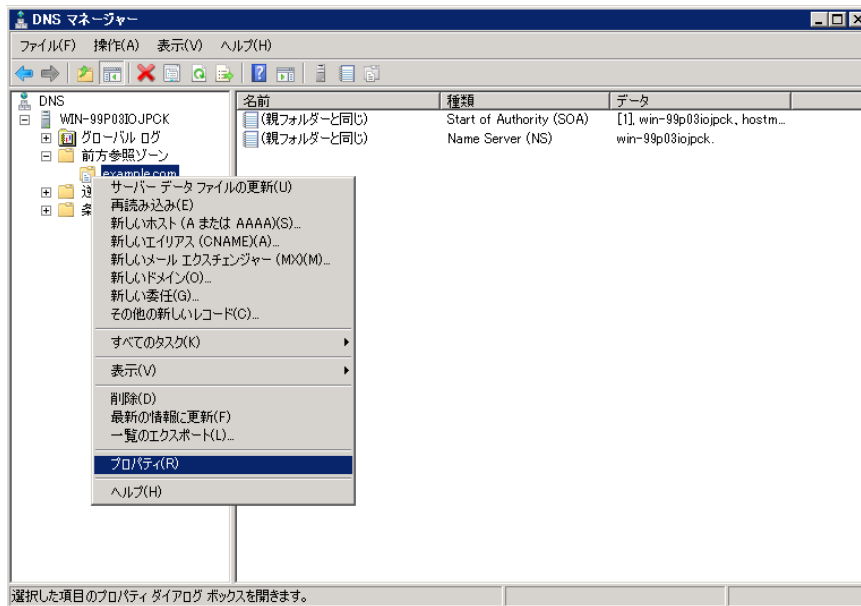 DNS マネージャー
ファイル(F) 操作(A) 表示(V) ヘルプ(H)
DNS
WIN-99P03IOJPCK
グローバル ログ
前方参照ゾーン
example.com
逆
条
名前 種類 データ
(親フォルダーと同じ) Start of Authority (SOA) [1], win-99p03iojpck., hostm...
(親フォルダーと同じ) Name Server (NS) win-99p03iojpck.
サーバー データ ファイルの更新(U)
再読み込み(E)
新しいホスト (A または AAAA)(S)...
新しいエイリアス (CNAME)(A)...
新しいメール エクスチェンジャー (MX)(M)...
新しいドメイン(O)...
新しい委任(G)...
その他の新しいレコード(C)...
すべてのタスク(K)
表示(V)
削除(D)
最新の情報に更新(F)
一覧のエクスポート(L)...
プロパティ(R)
ヘルプ(H)
選択した項目のプロパティ ダイアログ ボックスを開きます。